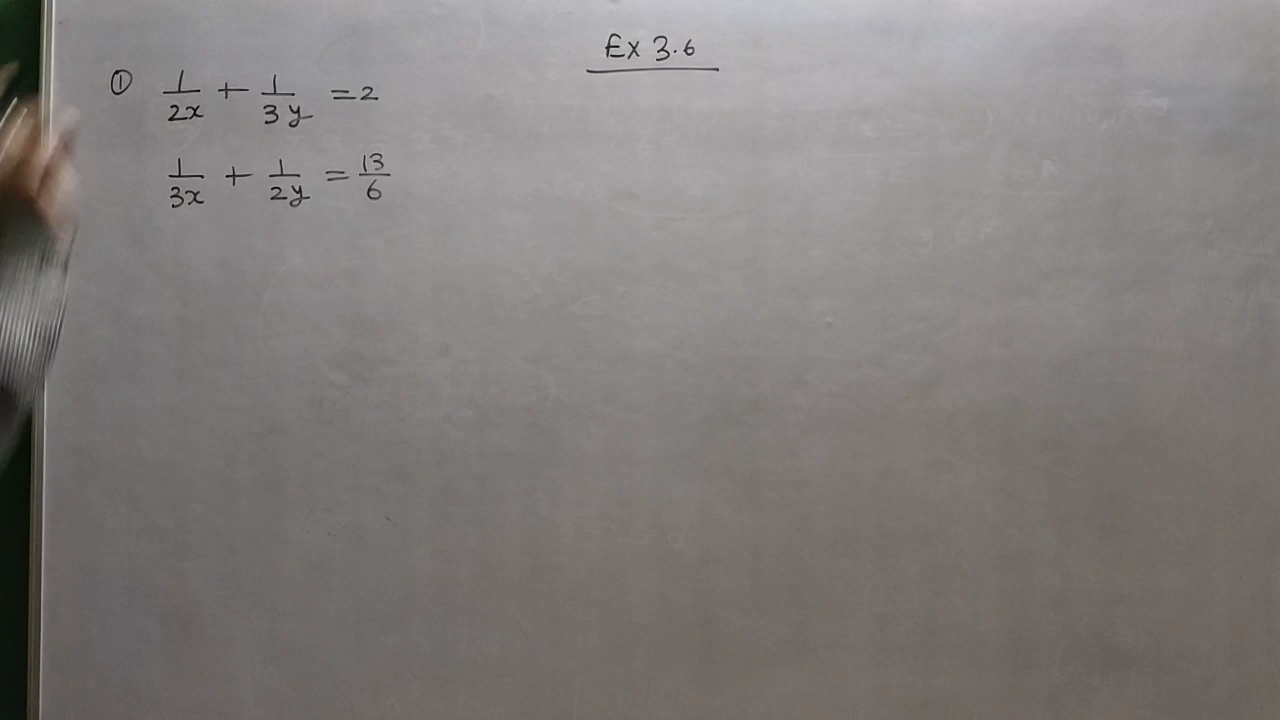 Ex 3.6
① 1/2x + 1/3y = 2
1/3x + 1/2y = 13/6